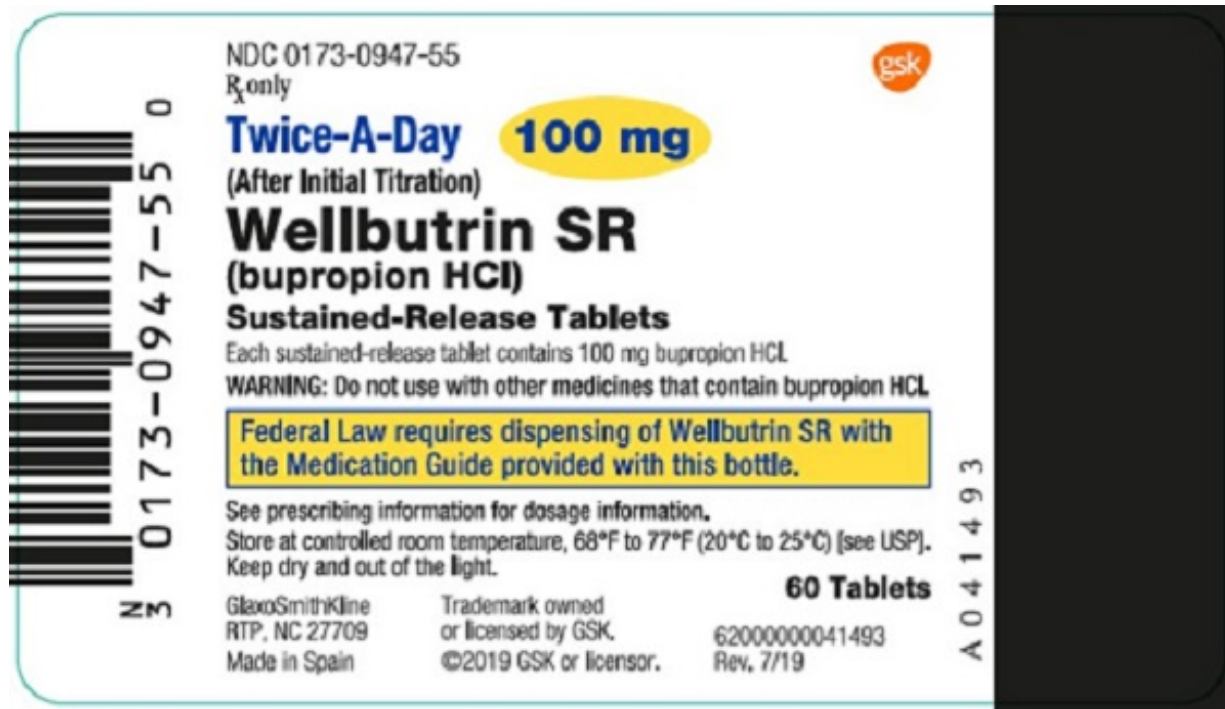 NDC 0173-0947-55
℞ only
gsk
Twice-A-Day 100 mg
(After Initial Titration)
Wellbutrin SR
(bupropion HCl)
Sustained-Release Tablets
Each sustained-release tablet contains 100 mg bupropion HCl.
WARNING: Do not use with other medicines that contain bupropion HCl.
Federal Law requires dispensing of Wellbutrin SR with
the Medication Guide provided with this bottle.
See prescribing information for dosage information.
Store at controlled room temperature, 68°F to 77°F (20°C to 25°C) [see USP].
Keep dry and out of the light.
60 Tablets
GlaxoSmithKline
RTP, NC 27709
Made in Spain
Trademark owned
or licensed by GSK.
©2019 GSK or licensor.
62000000041493
Rev. 7/19
N
3 0173-0947-55 0
A041493